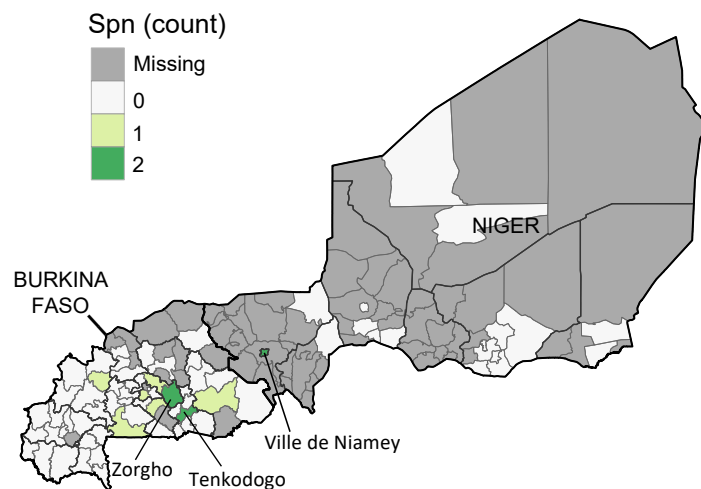 Spn (count)
Missing
0
1
2
NIGER
BURKINA
FASO
Ville de Niamey
Zorgho
Tenkodogo